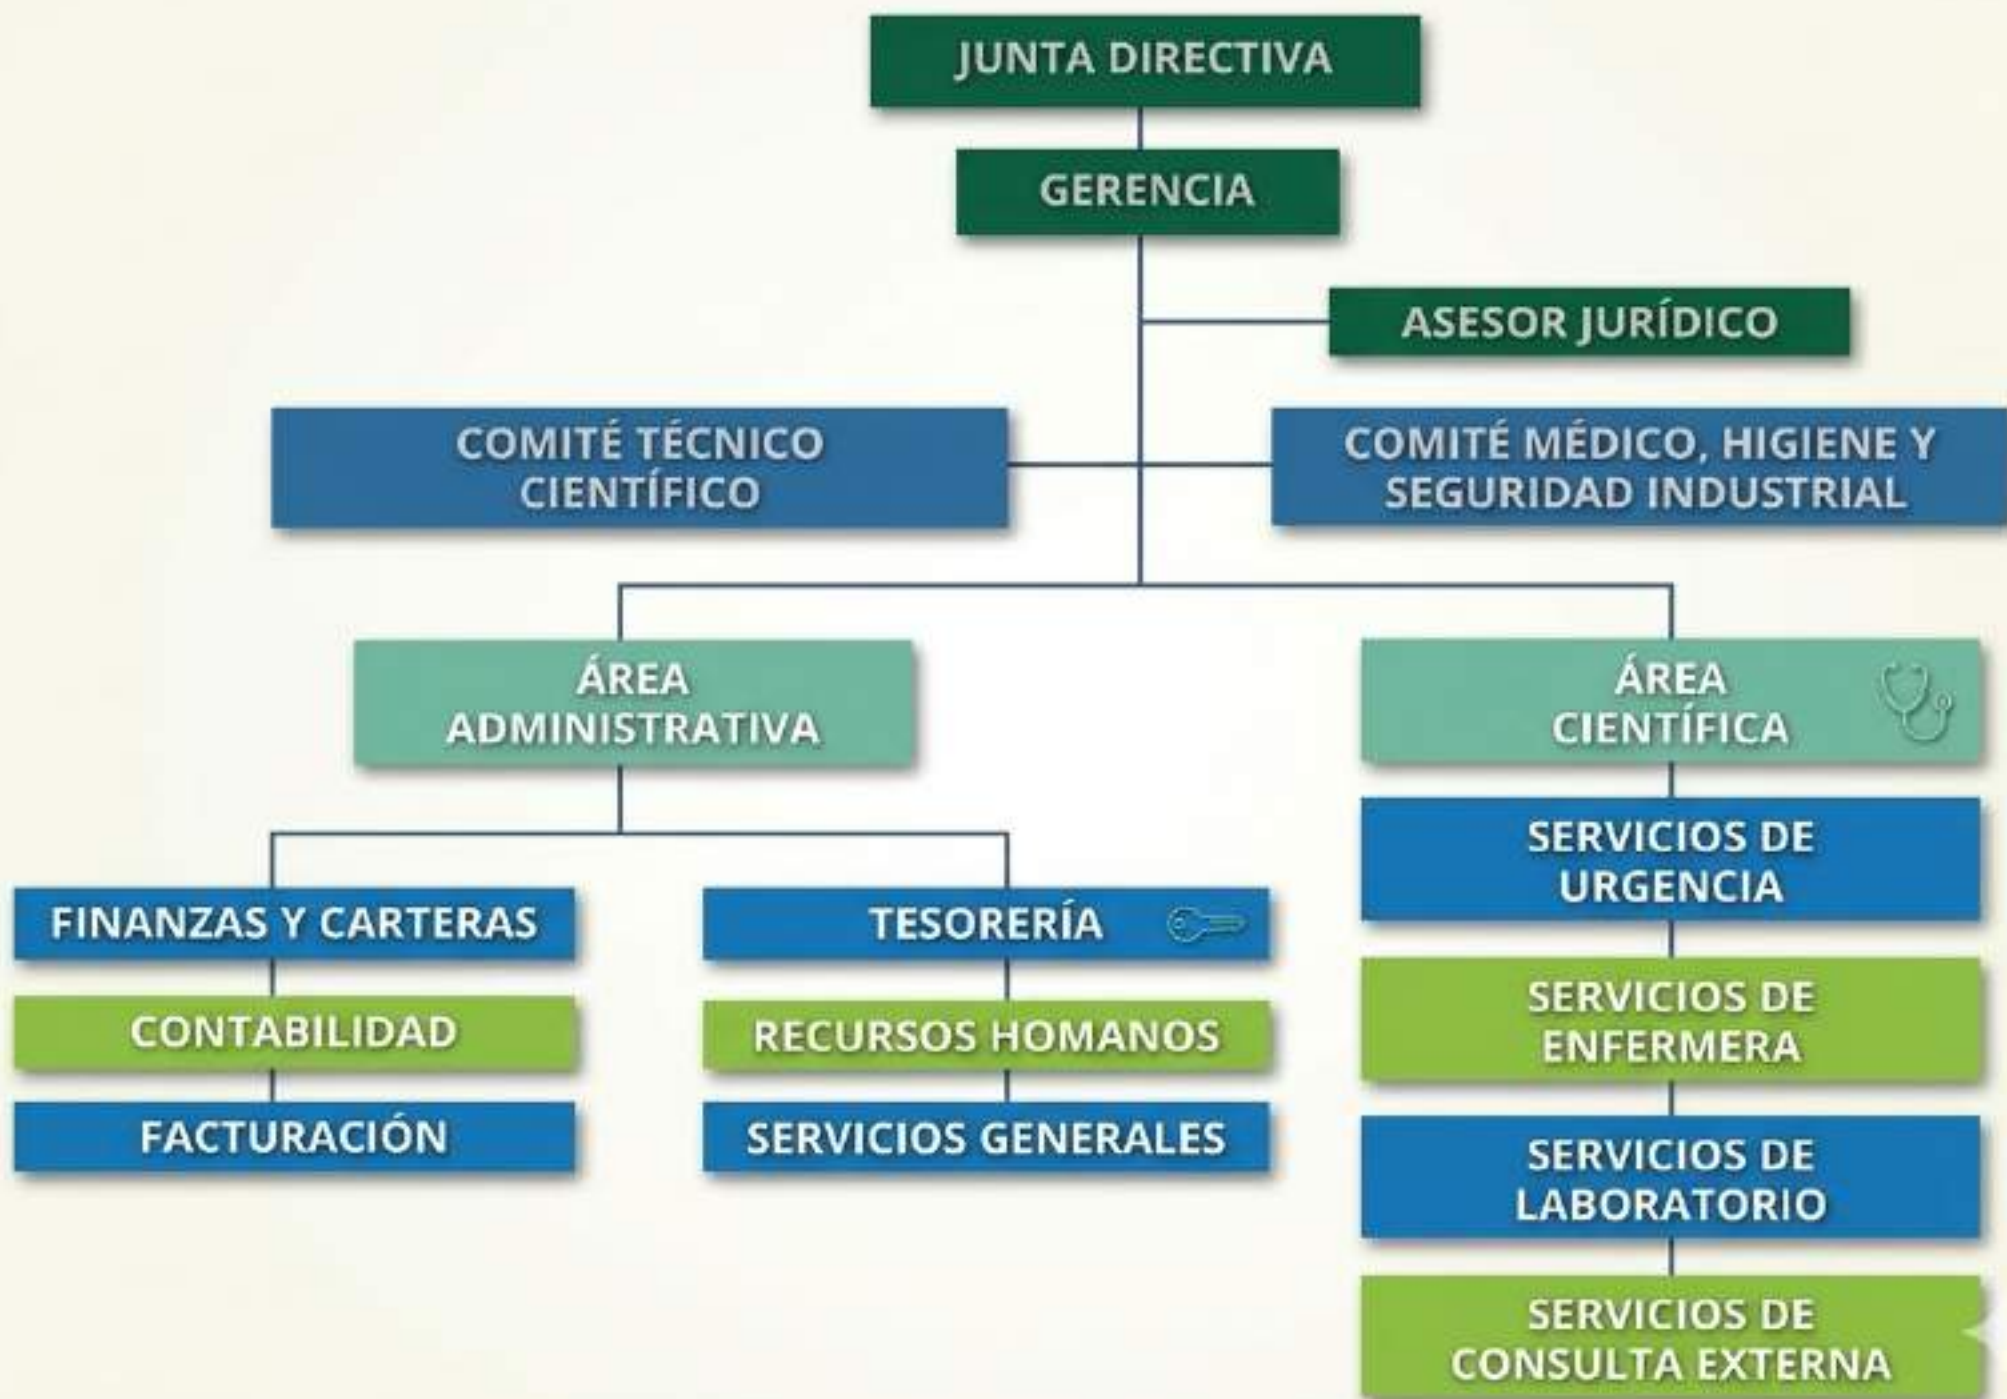 JUNTA DIRECTIVA
GERENCIA
ASESOR JURÍDICO
COMITÉ TÉCNICO
CIENTÍFICO
COMITÉ MÉDICO, HIGIENE Y
SEGURIDAD INDUSTRIAL
ÁREA
ADMINISTRATIVA
FINANZAS Y CARTERAS
CONTABILIDAD
FACTURACIÓN
TESORERÍA
RECURSOS HOMANOS
SERVICIOS GENERALES
ÁREA
CIENTÍFICA
SERVICIOS DE
URGENCIA
SERVICIOS DE
ENFERMERA
SERVICIOS DE
LABORATORIO
SERVICIOS DE
CONSULTA EXTERNA